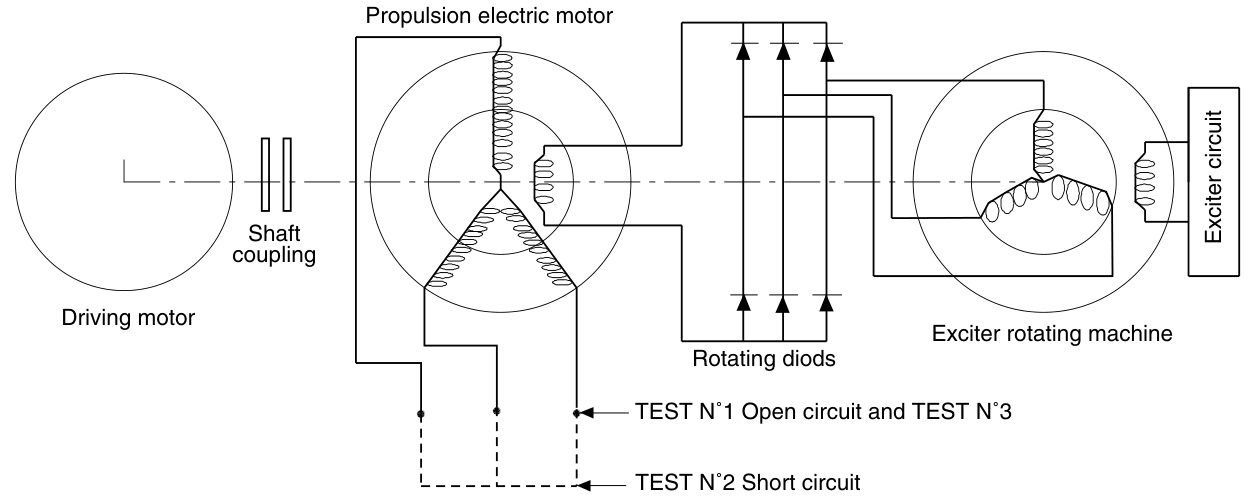 Propulsion electric motor
Exciter circuit
Shaft
coupling
Driving motor
Exciter rotating machine
Rotating diods
TEST N°1 Open circuit and TEST N°3
TEST N°2 Short circuit